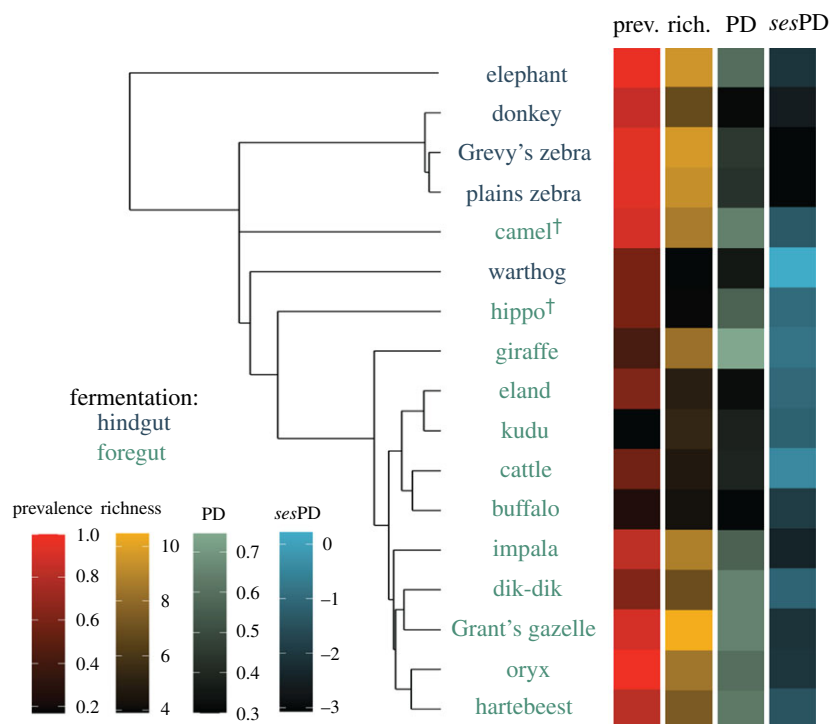 prev. rich. PD sesPD
elephant
donkey
Grevy's zebra
plains zebra
camel†
warthog
hippo†
giraffe
eland
kudu
cattle
buffalo
impala
dik-dik
Grant's gazelle
oryx
hartebeest
fermentation:
hindgut
foregut
prevalence richness PD sesPD
1.0
0.8
0.6
0.4
0.2
10
8
6
4
0.7
0.6
0.5
0.4
0.3
0
–1
–2
–3